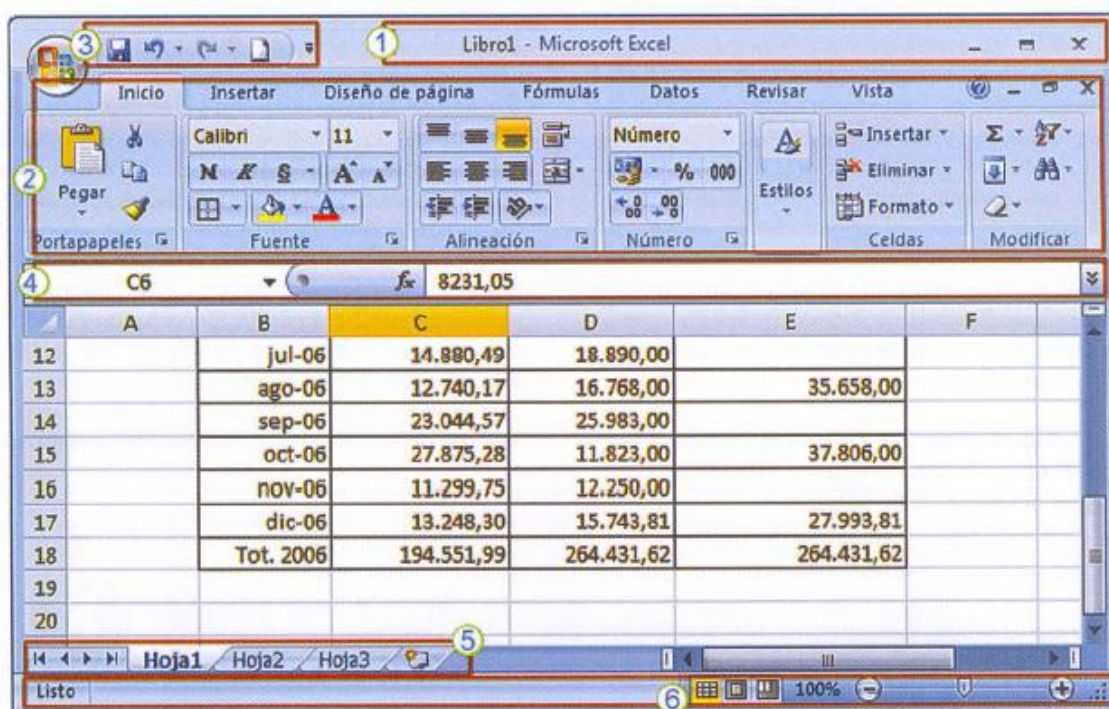 3 1 Libro1 - Microsoft Excel
Inicio Insertar Diseño de página Fórmulas Datos Revisar Vista
Calibri 11 Número Insertar Σ
2 Pegar N K S A A % 000 Estilos Eliminar
A Formato
Portapapeles Fuente Alineación Número Celdas Modificar
4 C6 fx 8231,05
A B C D E F
12 jul-06 14.880,49 18.890,00
13 ago-06 12.740,17 16.768,00 35.658,00
14 sep-06 23.044,57 25.983,00
15 oct-06 27.875,28 11.823,00 37.806,00
16 nov-06 11.299,75 12.250,00
17 dic-06 13.248,30 15.743,81 27.993,81
18 Tot. 2006 194.551,99 264.431,62 264.431,62
19
20
Hoja1 Hoja2 Hoja3 5
Listo 6 100%